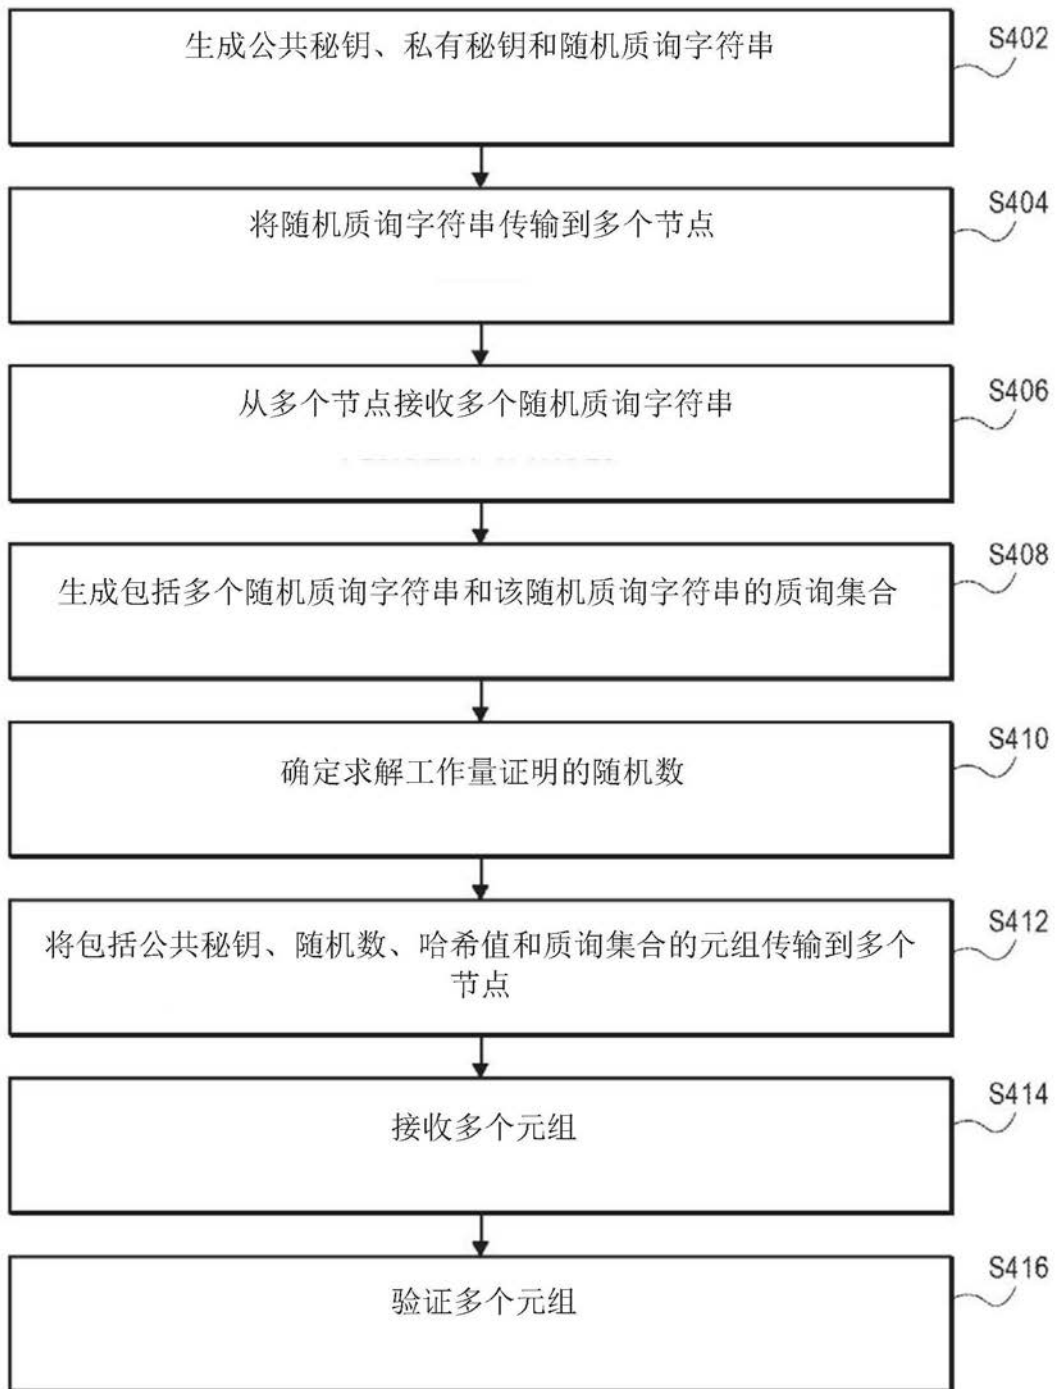 生成公共秘钥、私有秘钥和随机质询字符串
S402
将随机质询字符串传输到多个节点
S404
从多个节点接收多个随机质询字符串
S406
生成包括多个随机质询字符串和该随机质询字符串的质询集合
S408
确定求解工作量证明的随机数
S410
将包括公共秘钥、随机数、哈希值和质询集合的元组传输到多个
节点
S412
接收多个元组
S414
验证多个元组
S416